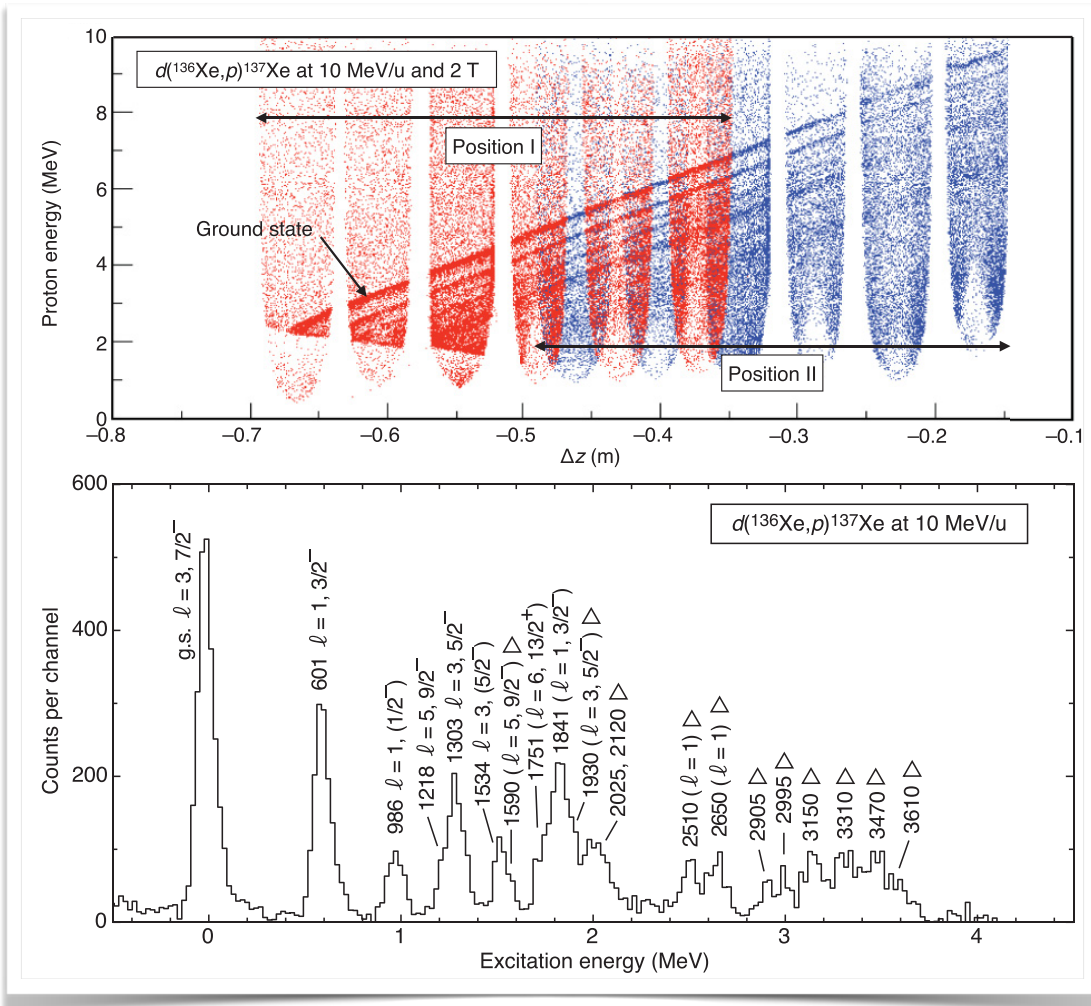 10
8
6
4
2
0
Proton energy (MeV)
d(¹³⁶Xe,p)¹³⁷Xe at 10 MeV/u and 2 T
Position I
Ground state
Position II
–0.8
–0.7
–0.6
–0.5
–0.4
–0.3
–0.2
–0.1
Δz (m)
600
400
200
0
Counts per channel
d(¹³⁶Xe,p)¹³⁷Xe at 10 MeV/u
g.s. ℓ = 3, 7/2⁻
601 ℓ = 1, 3/2⁻
986 ℓ = 1, (1/2⁻)
1218 ℓ = 5, 9/2⁻
1303 ℓ = 3, 5/2⁻
1534 ℓ = 3, (5/2⁻)
1590 (ℓ = 5, 9/2⁻) △
1751 (ℓ = 6, 13/2⁺)
1841 (ℓ = 1, 3/2⁻)
1930 (ℓ = 3, 5/2⁻) △
2025, 2120 △
2510 (ℓ = 1) △
2650 (ℓ = 1) △
2905 △
2995 △
3150 △
3310 △
3470 △
3610 △
0
1
2
3
4
Excitation energy (MeV)